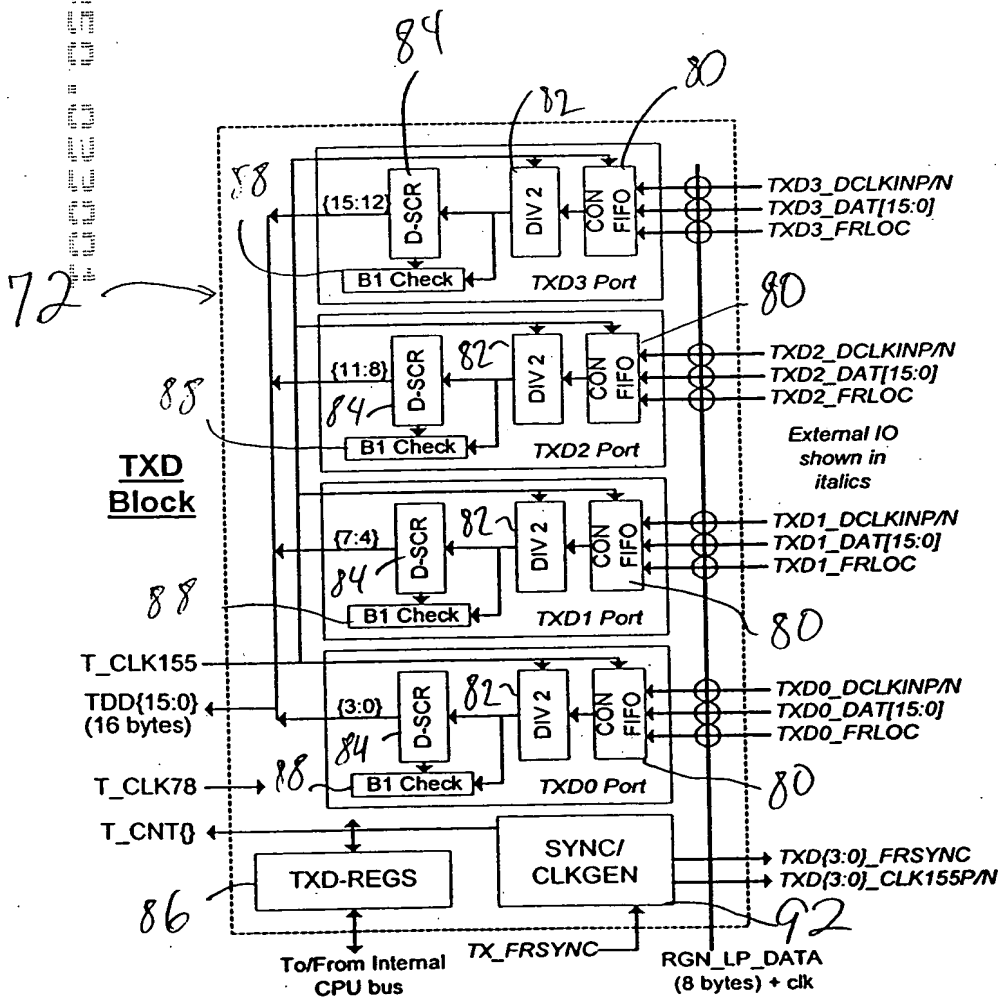 84
80
82
58
{15:12}
D-SCR
DIV 2
CON FIFO
TXD3_DCLKINP/N
TXD3_DAT[15:0]
TXD3_FRLOC
B1 Check
TXD3 Port
72
80
{11:8}
84
D-SCR
82
DIV 2
CON FIFO
TXD2_DCLKINP/N
TXD2_DAT[15:0]
TXD2_FRLOC
88
B1 Check
TXD2 Port
External IO
shown in
italics
TXD
Block
{7:4}
84
D-SCR
82
DIV 2
CON FIFO
TXD1_DCLKINP/N
TXD1_DAT[15:0]
TXD1_FRLOC
88
B1 Check
TXD1 Port
80
T_CLK155
TDD{15:0}
(16 bytes)
{3:0}
84
D-SCR
82
DIV 2
CON FIFO
TXD0_DCLKINP/N
TXD0_DAT[15:0]
TXD0_FRLOC
T_CLK78
88
B1 Check
TXD0 Port
80
T_CNT{}
TXD-REGS
86
SYNC/
CLKGEN
92
TXD{3:0}_FRSYNC
TXD{3:0}_CLK155P/N
To/From Internal
CPU bus
TX_FRSYNC
RGN_LP_DATA
(8 bytes) + clk